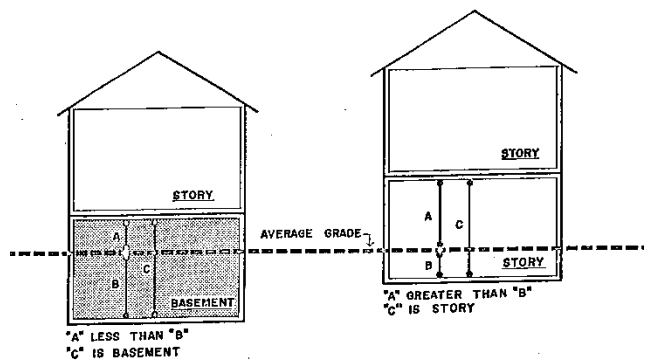 STORY
A
C
B
BASEMENT
"A" LESS THAN "B"
"C" IS BASEMENT
AVERAGE GRADE
STORY
A
C
B
STORY
"A" GREATER THAN "B"
"C" IS STORY